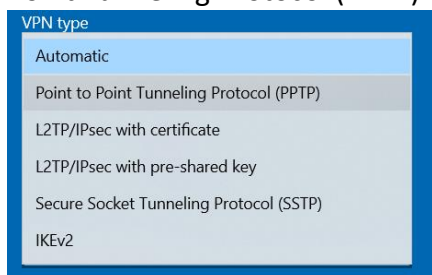 VPN type
Automatic
Point to Point Tunneling Protocol (PPTP)
L2TP/IPsec with certificate
L2TP/IPsec with pre-shared key
Secure Socket Tunneling Protocol (SSTP)
IKEv2